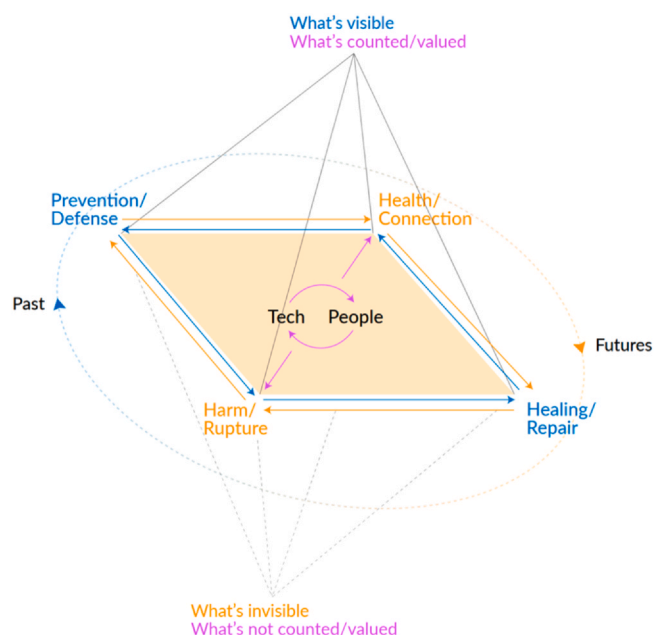 What's visible
What's counted/valued
Prevention/
Defense
Health/
Connection
Past
Tech
People
Futures
Harm/
Rupture
Healing/
Repair
What's invisible
What's not counted/valued